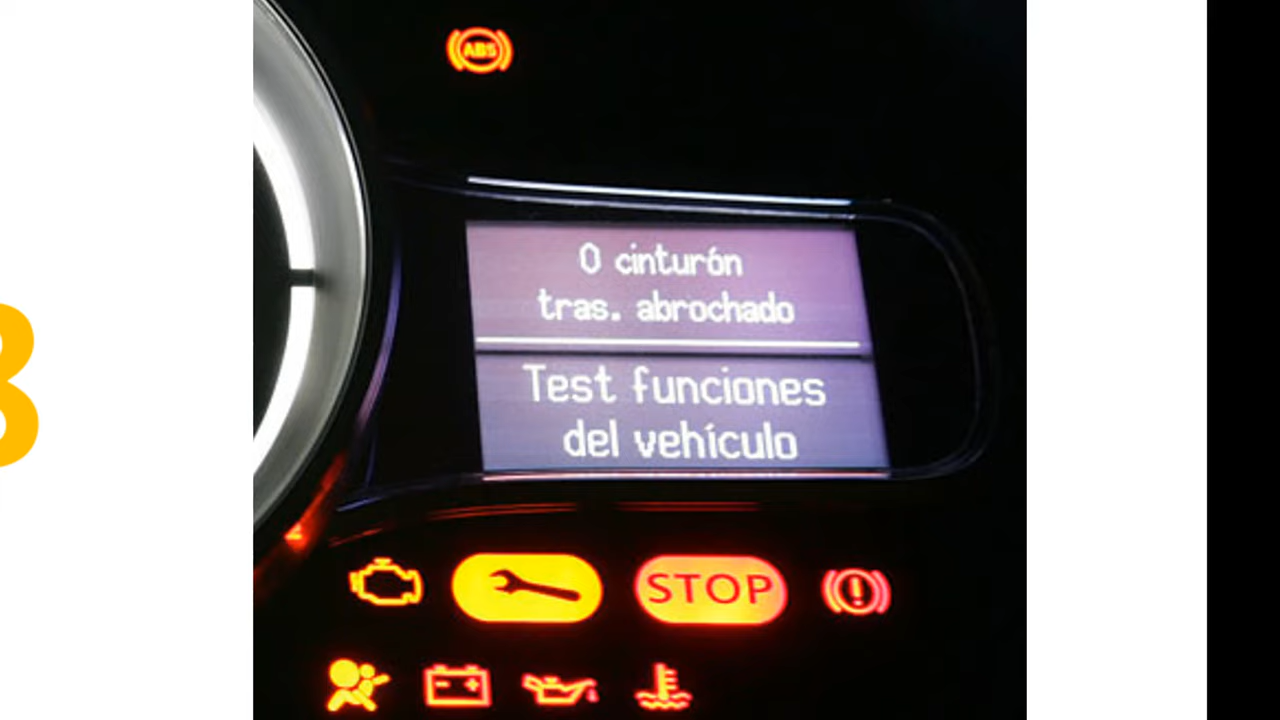 ABS
0 cinturón
tras. abrochado
Test funciones
del vehículo
STOP